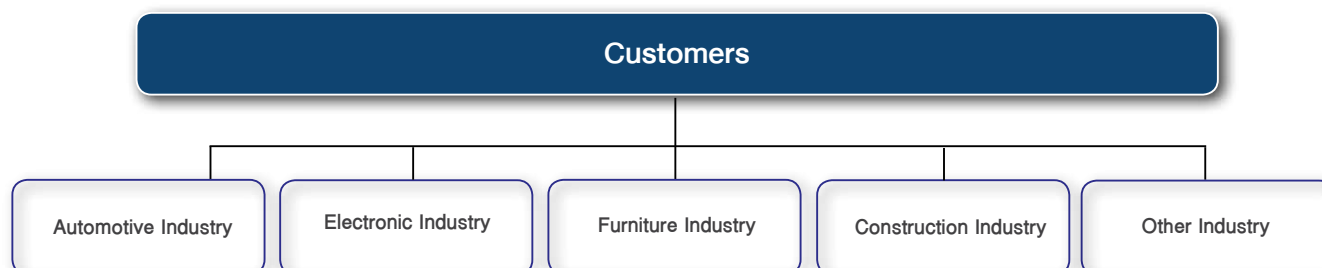 Customers
Automotive Industry
Electronic Industry
Furniture Industry
Construction Industry
Other Industry